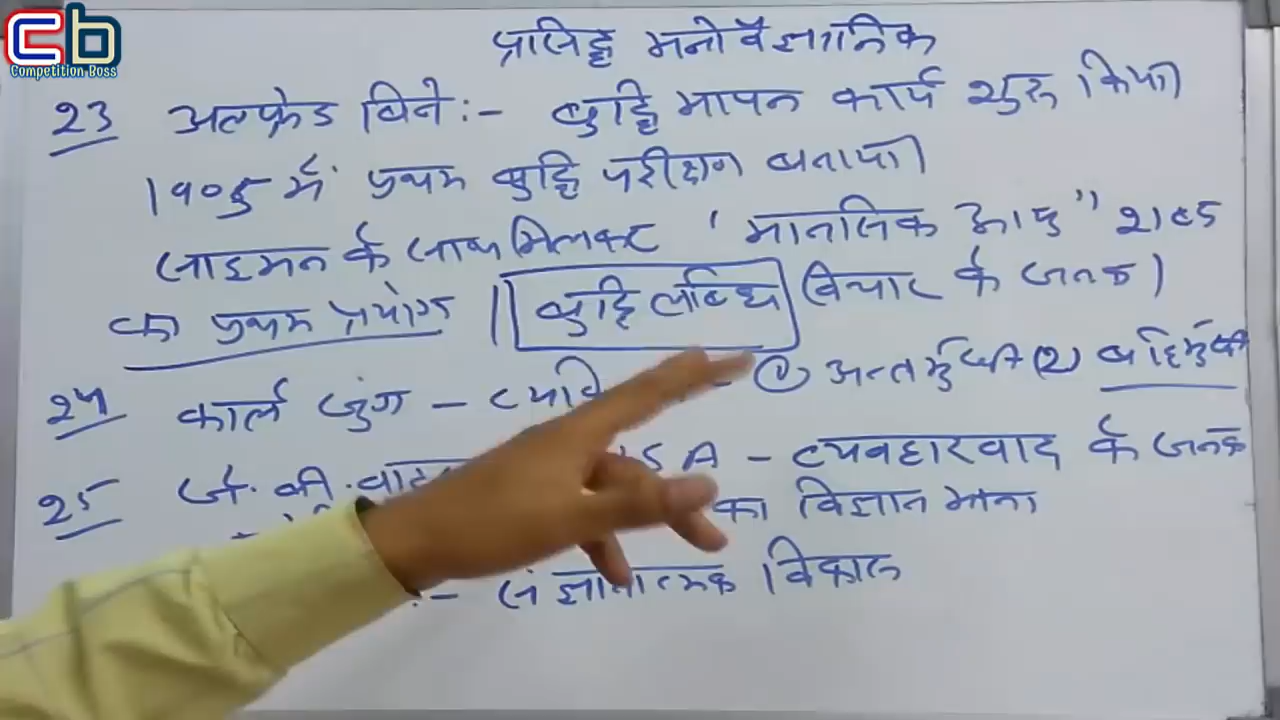 Cb
Competition Boss
प्रसिद्ध मनोवैज्ञानिक
23 अल्फ्रेड बिने :- बुद्धि मापन कार्य शुरू किया।
1905 में प्रथम बुद्धि परीक्षण बनाया।
साइमन के साथ मिलकर 'मानसिक आयु" शब्द
का प्रथम प्रयोग। बुद्धि लब्धि विचार के जनक।
24 कार्ल जुंग - (1) अन्तर्मुखी (2) बहिर्मुखी
25 जे. बी. - व्यवहारवाद के जनक
का विज्ञान माना
:- संज्ञानात्मक विकास